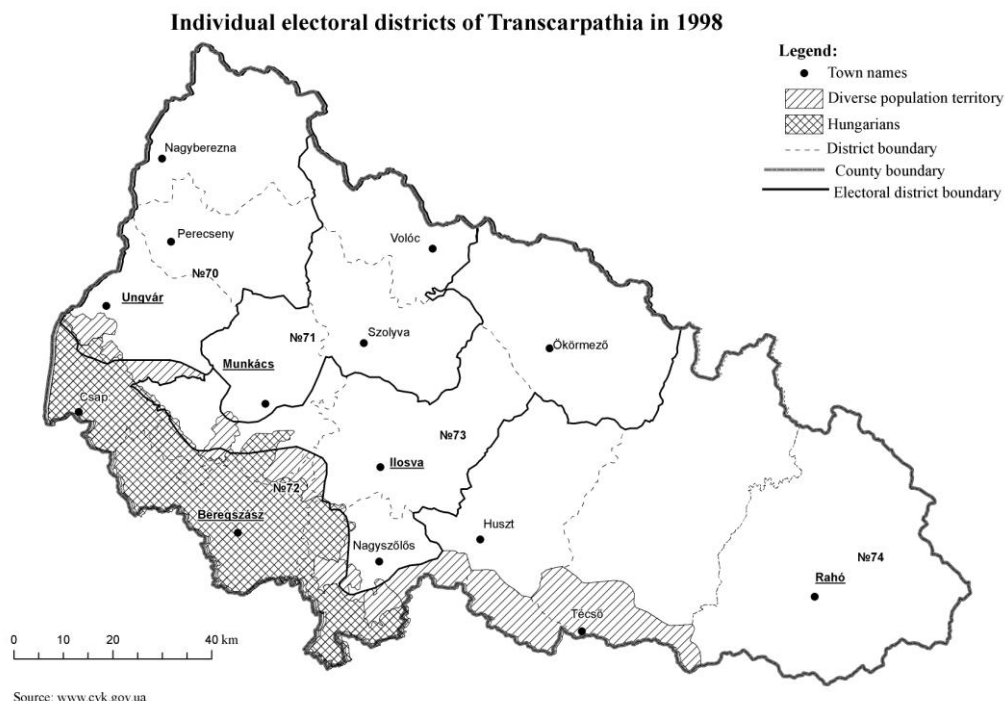 Individual electoral districts of Transcarpathia in 1998
Legend:
Town names
Diverse population territory
Hungarians
District boundary
County boundary
Electoral district boundary
Nagyberezna
Perecseny
Volóc
№70
Ungvár
№71
Szolyva
Ökörmező
Munkács
Csap
№73
Ilosva
№72
Beregszász
Huszt
Nagyszőlős
№74
Rahó
Técső
0 10 20 40 km
Source: www.cvk.gov.ua